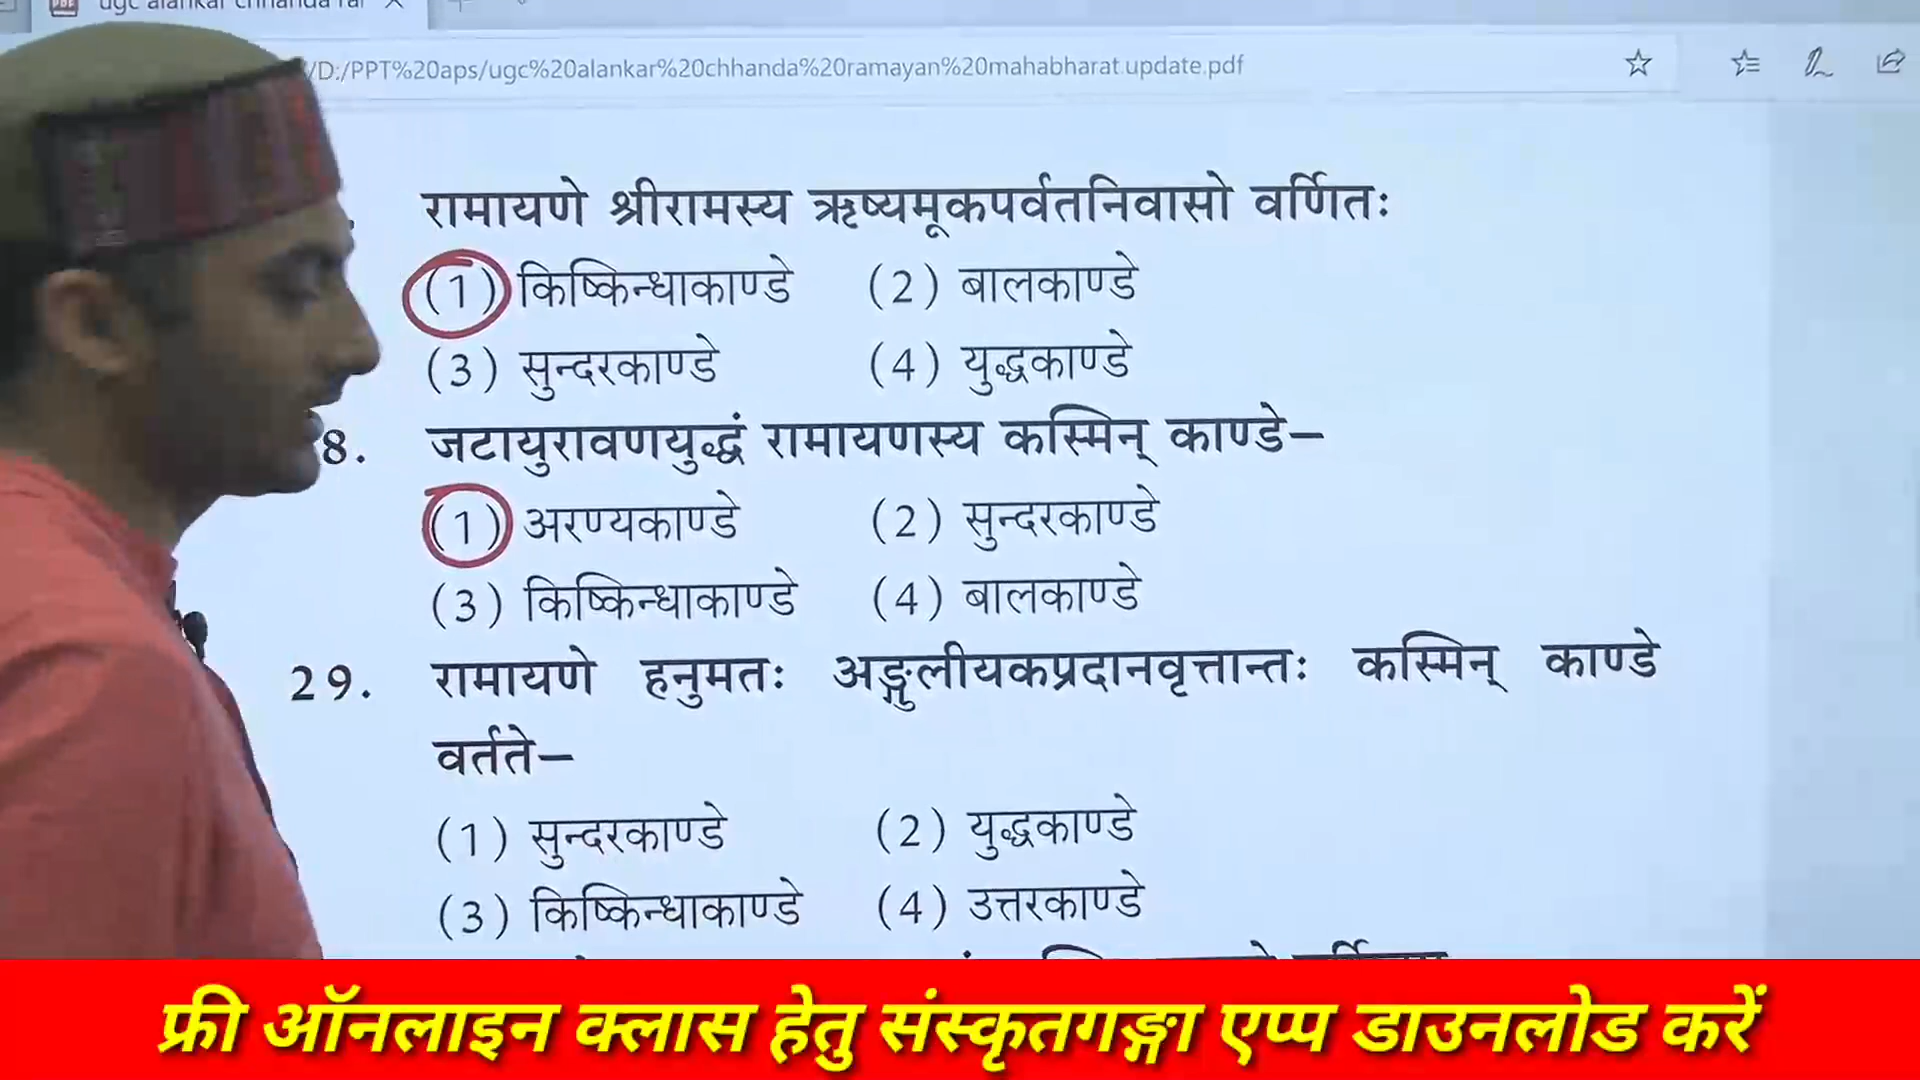 /D:/PPT%20aps/ugc%20alankar%20chhanda%20ramayan%20mahabharat.update.pdf
रामायणे श्रीरामस्य ऋष्यमूकपर्वतनिवासो वर्णितः
(1) किष्किन्धाकाण्डे (2) बालकाण्डे
(3) सुन्दरकाण्डे (4) युद्धकाण्डे
8. जटायुरावणयुद्धं रामायणस्य कस्मिन् काण्डे–
(1) अरण्यकाण्डे (2) सुन्दरकाण्डे
(3) किष्किन्धाकाण्डे (4) बालकाण्डे
29. रामायणे हनुमतः अङ्गुलीयकप्रदानवृत्तान्तः कस्मिन् काण्डे
वर्तते–
(1) सुन्दरकाण्डे (2) युद्धकाण्डे
(3) किष्किन्धाकाण्डे (4) उत्तरकाण्डे
फ्री ऑनलाइन क्लास हेतु संस्कृतगङ्गा एप्प डाउनलोड करें